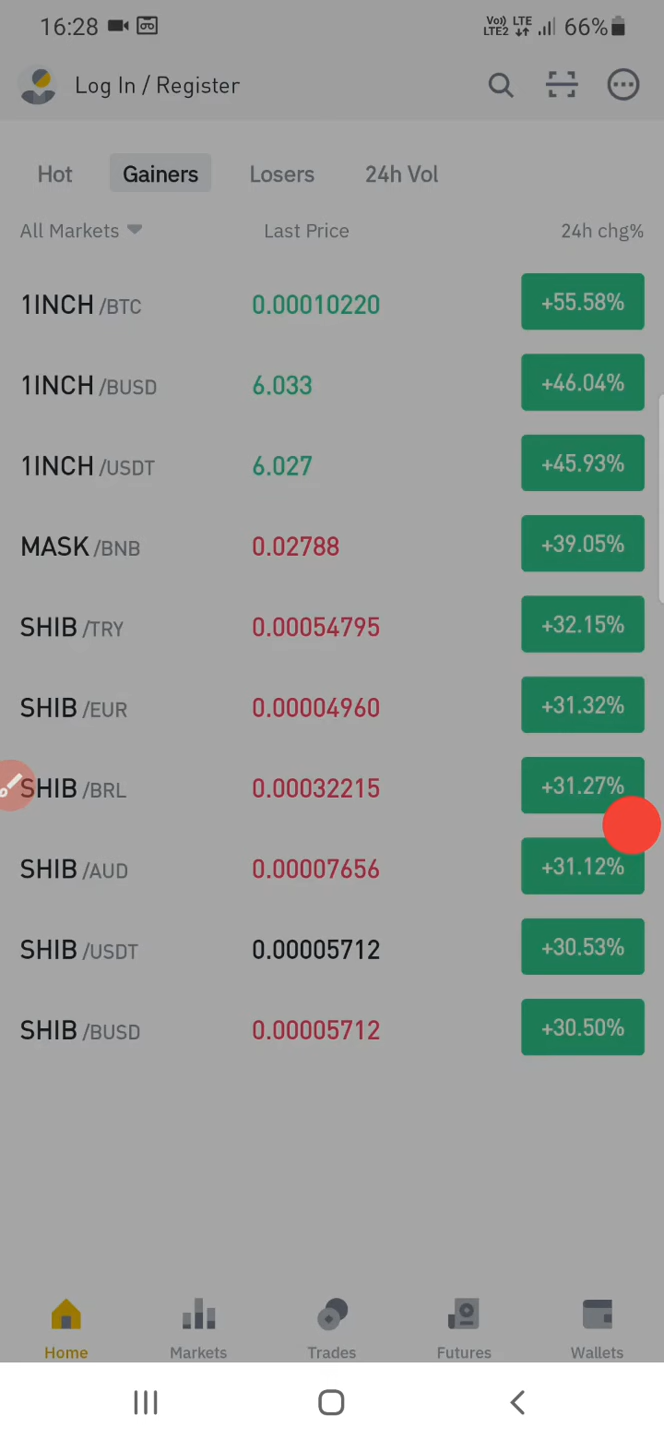 16:28 Vo)) LTE LTE2 66%
Log In / Register
Hot Gainers Losers 24h Vol
All Markets Last Price 24h chg%
1INCH /BTC 0.00010220 +55.58%
1INCH /BUSD 6.033 +46.04%
1INCH /USDT 6.027 +45.93%
MASK /BNB 0.02788 +39.05%
SHIB /TRY 0.00054795 +32.15%
SHIB /EUR 0.00004960 +31.32%
SHIB /BRL 0.00032215 +31.27%
SHIB /AUD 0.00007656 +31.12%
SHIB /USDT 0.00005712 +30.53%
SHIB /BUSD 0.00005712 +30.50%
Home Markets Trades Futures Wallets